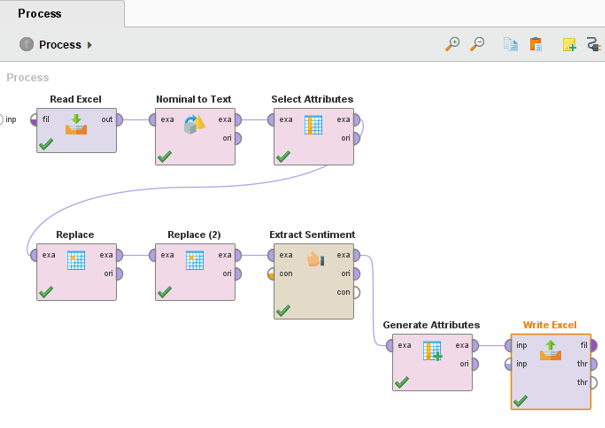 Process
Process
Process
Read Excel
Nominal to Text
Select Attributes
inp
fil
out
exa
exa
ori
exa
exa
ori
Replace
Replace (2)
Extract Sentiment
exa
exa
ori
exa
exa
ori
exa
exa
con
ori
con
Generate Attributes
Write Excel
exa
exa
ori
inp
fil
inp
thr
thr